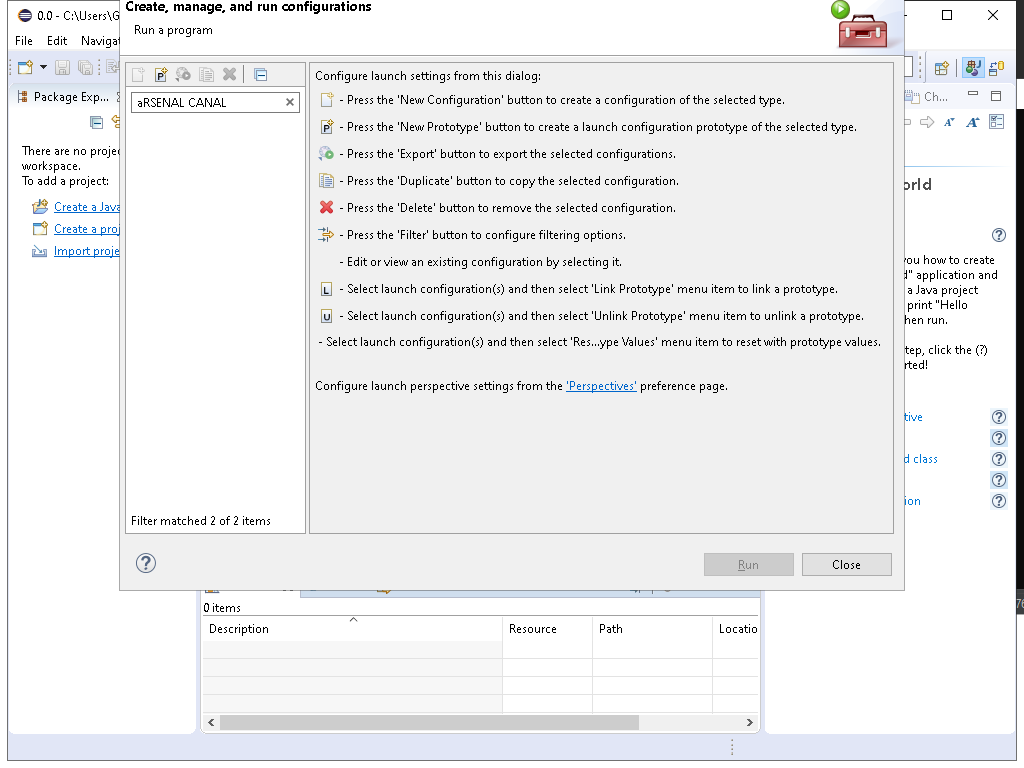 0.0 - C:\Users\G
File Edit Navigat
Package Exp...
There are no projec
workspace.
To add a project:
Create a Java
Create a proj
Import proje
Create, manage, and run configurations
Run a program
aRSENAL CANAL
Filter matched 2 of 2 items
Configure launch settings from this dialog:
- Press the 'New Configuration' button to create a configuration of the selected type.
P - Press the 'New Prototype' button to create a launch configuration prototype of the selected type.
- Press the 'Export' button to export the selected configurations.
- Press the 'Duplicate' button to copy the selected configuration.
- Press the 'Delete' button to remove the selected configuration.
- Press the 'Filter' button to configure filtering options.
- Edit or view an existing configuration by selecting it.
L - Select launch configuration(s) and then select 'Link Prototype' menu item to link a prototype.
U - Select launch configuration(s) and then select 'Unlink Prototype' menu item to unlink a prototype.
- Select launch configuration(s) and then select 'Res...ype Values' menu item to reset with prototype values.
Configure launch perspective settings from the 'Perspectives' preference page.
Run Close
Ch...
orld
you how to create
d" application and
a Java project
print "Hello
hen run.
tep, click the (?)
rted!
tive
d class
ion
0 items
Description Resource Path Locatio
76